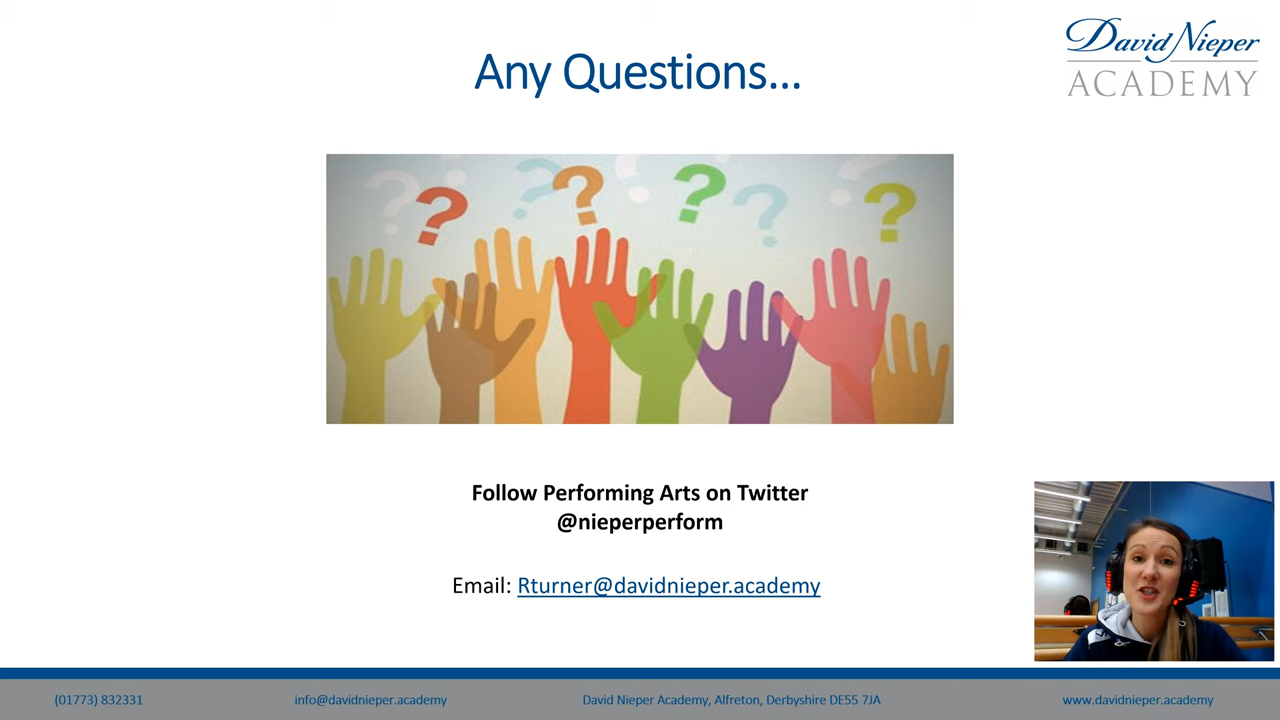 David Nieper
ACADEMY
Any Questions...
? ? ? ? ? ? ?
Follow Performing Arts on Twitter
@nieperperform
Email: Rturner@davidnieper.academy
(01773) 832331 info@davidnieper.academy David Nieper Academy, Alfreton, Derbyshire DE55 7JA www.davidnieper.academy